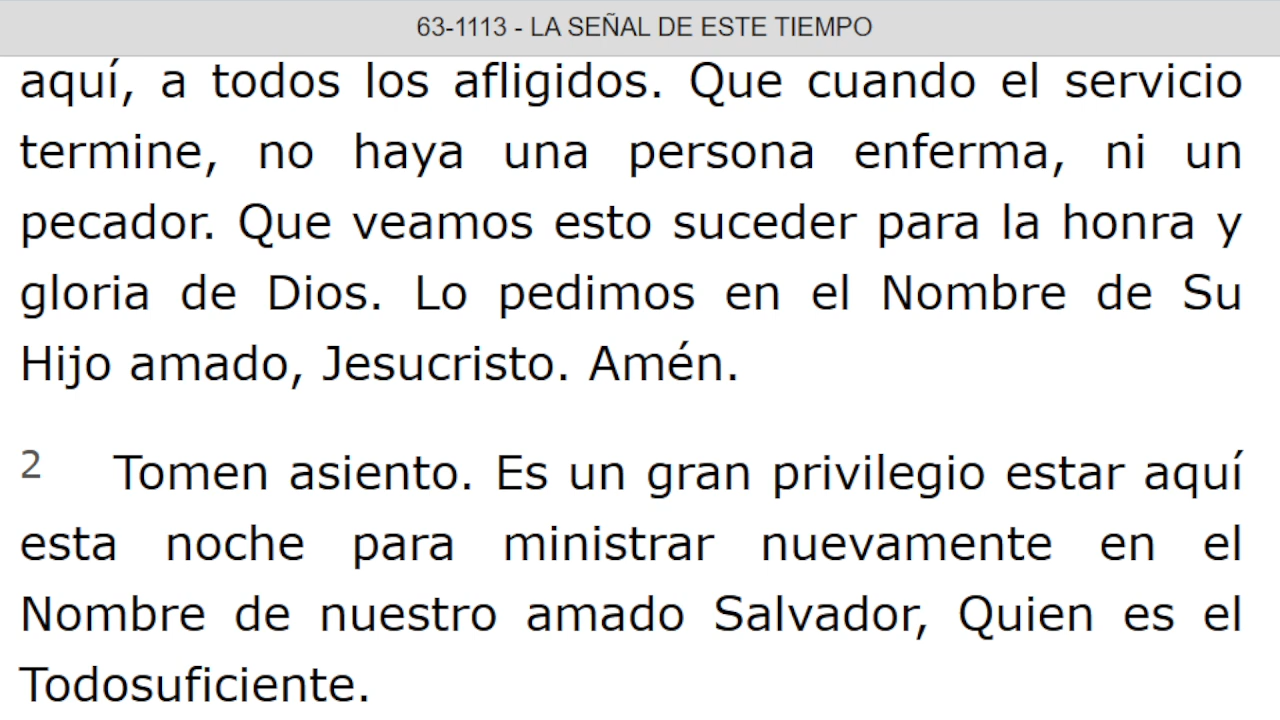 63-1113 - LA SEÑAL DE ESTE TIEMPO
aquí, a todos los afligidos. Que cuando el servicio
termine, no haya una persona enferma, ni un
pecador. Que veamos esto suceder para la honra y
gloria de Dios. Lo pedimos en el Nombre de Su
Hijo amado, Jesucristo. Amén.
2 Tomen asiento. Es un gran privilegio estar aquí
esta noche para ministrar nuevamente en el
Nombre de nuestro amado Salvador, Quien es el
Todosuficiente.